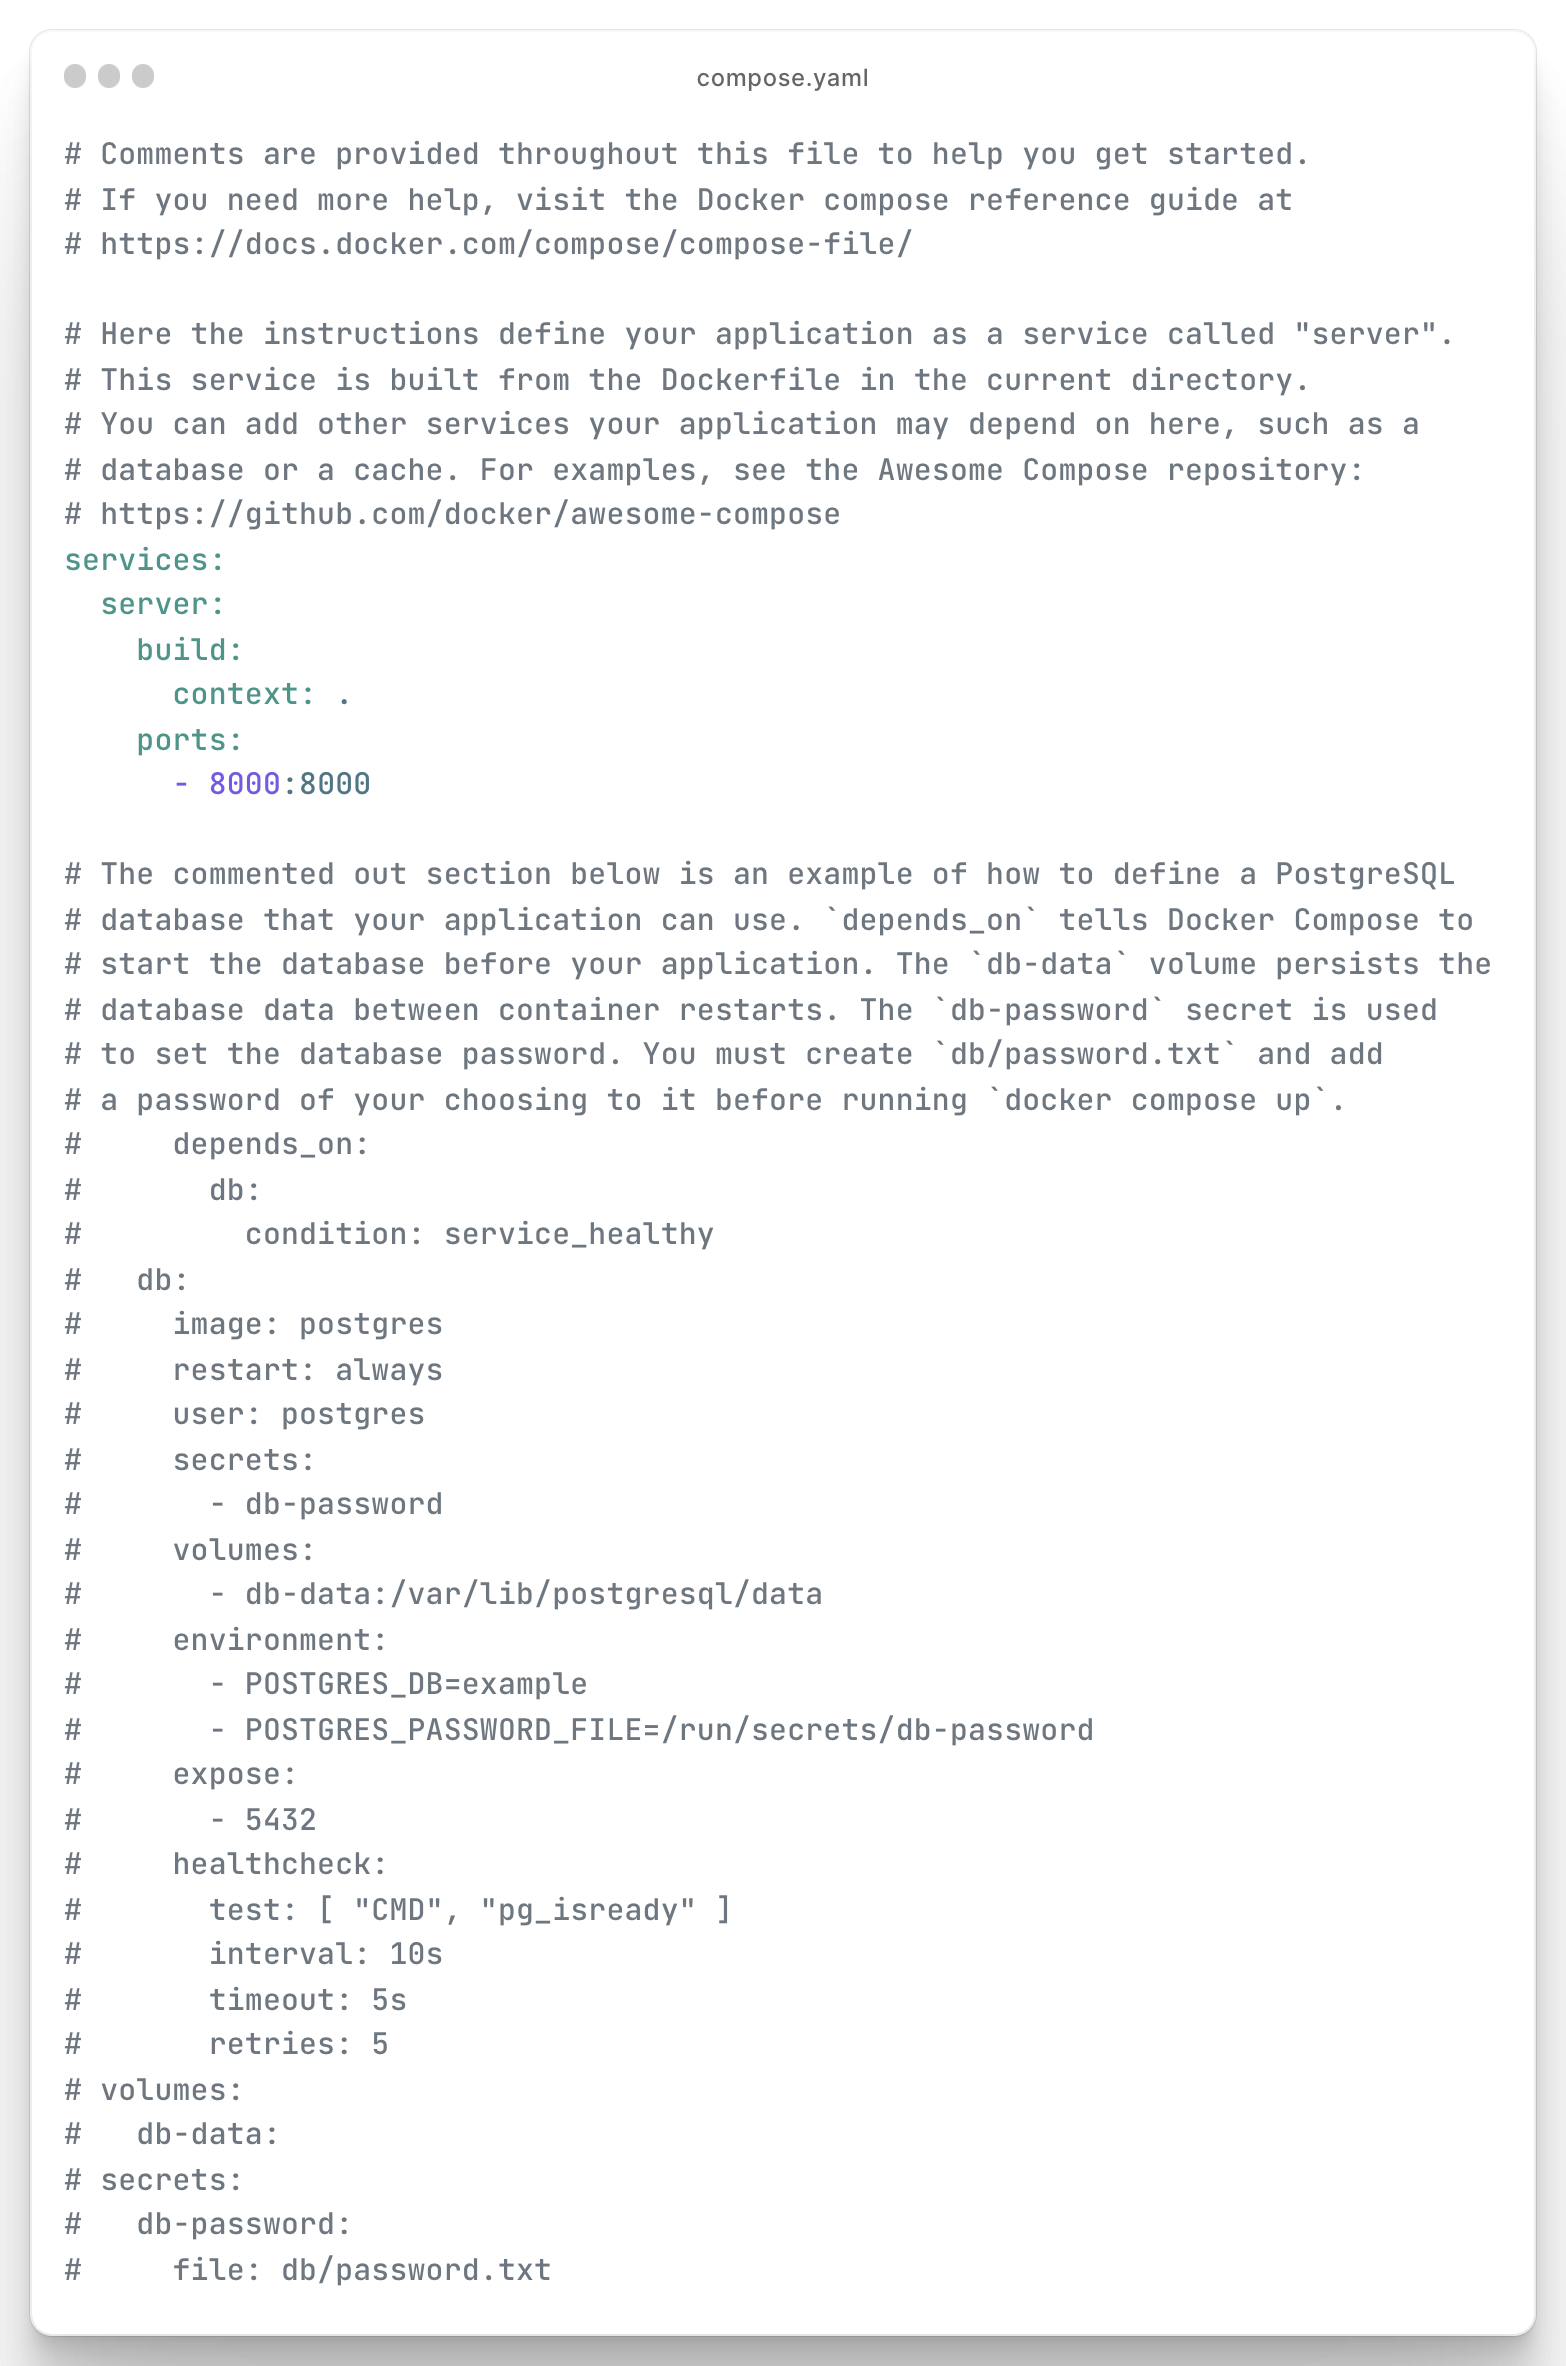 compose.yaml
# Comments are provided throughout this file to help you get started.
# If you need more help, visit the Docker compose reference guide at
# https://docs.docker.com/compose/compose-file/

# Here the instructions define your application as a service called "server".
# This service is built from the Dockerfile in the current directory.
# You can add other services your application may depend on here, such as a
# database or a cache. For examples, see the Awesome Compose repository:
# https://github.com/docker/awesome-compose
services:
  server:
    build:
      context: .
    ports:
      - 8000:8000

# The commented out section below is an example of how to define a PostgreSQL
# database that your application can use. `depends_on` tells Docker Compose to
# start the database before your application. The `db-data` volume persists the
# database data between container restarts. The `db-password` secret is used
# to set the database password. You must create `db/password.txt` and add
# a password of your choosing to it before running `docker compose up`.
#     depends_on:
#       db:
#         condition: service_healthy
#   db:
#     image: postgres
#     restart: always
#     user: postgres
#     secrets:
#       - db-password
#     volumes:
#       - db-data:/var/lib/postgresql/data
#     environment:
#       - POSTGRES_DB=example
#       - POSTGRES_PASSWORD_FILE=/run/secrets/db-password
#     expose:
#       - 5432
#     healthcheck:
#       test: [ "CMD", "pg_isready" ]
#       interval: 10s
#       timeout: 5s
#       retries: 5
# volumes:
#   db-data:
# secrets:
#   db-password:
#     file: db/password.txt